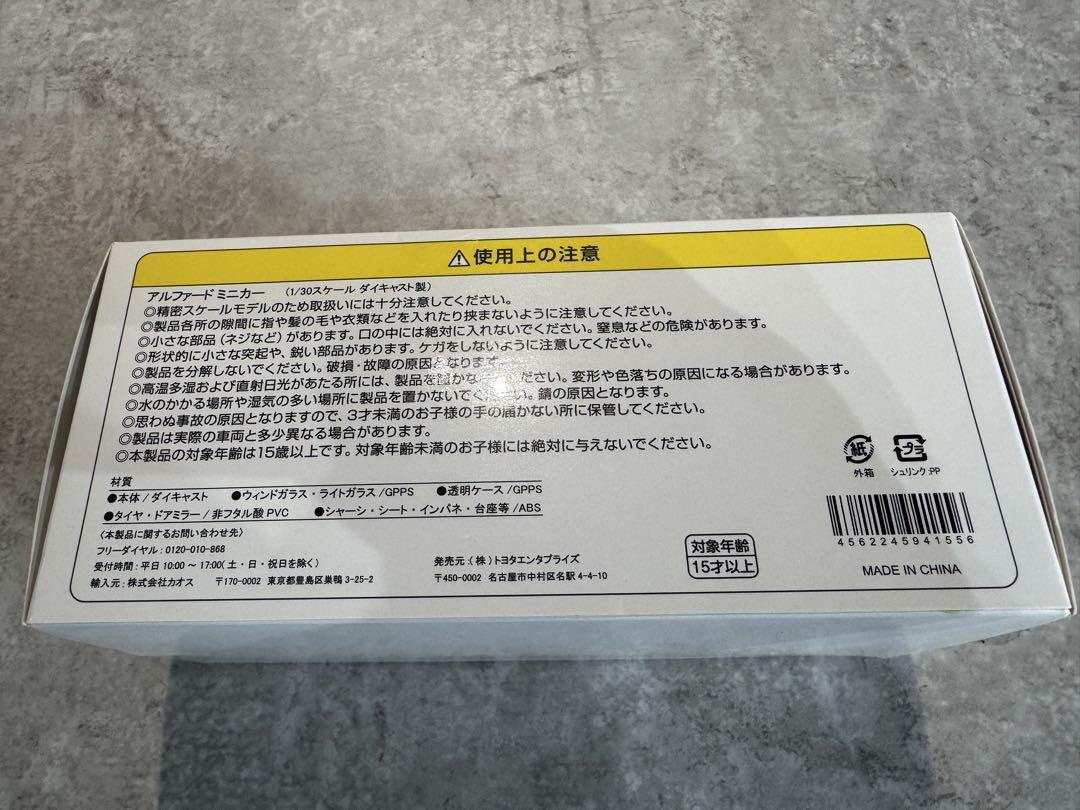 ⚠使用上の注意
アルファード ミニカー (1/30スケール ダイキャスト製)
◎精密スケールモデルのため取扱いには十分注意してください。
◎製品各所の隙間に指や髪の毛や衣類などを入れたり挟まないように注意してください。
◎小さな部品(ネジなど)があります。口の中には絶対に入れないでください。窒息などの危険があります。
◎形状的に小さな突起や、鋭い部品があります。ケガをしないように注意してください。
◎製品を分解しないでください。破損・故障の原因となります。
◎高温多湿および直射日光があたる所には、製品を置かな ください。変形や色落ちの原因になる場合があります。
◎水のかかる場所や湿気の多い場所に製品を置かないでください。錆の原因となります。
◎思わぬ事故の原因となりますので、3才未満のお子様の手の届かない所に保管してください。
◎製品は実際の車両と多少異なる場合があります。
◎本製品の対象年齢は15歳以上です。対象年齢未満のお子様には絶対に与えないでください。
材質
●本体/ダイキャスト ●ウィンドガラス・ライトガラス/GPPS ●透明ケース/GPPS
●タイヤ・ドアミラー/非フタル酸PVC ●シャーシ・シート・インパネ・台座等/ABS
〈本製品に関するお問い合わせ先〉
フリーダイヤル:0120-010-868
受付時間:平日10:00〜17:00(土・日・祝日を除く)
輸入元:株式会社カオス 〒170-0002 東京都豊島区巣鴨3-25-2
発売元:(株)トヨタエンタプライズ
〒450-0002 名古屋市中村区名駅4-4-10
対象年齢
15才以上
紙
外箱
プラ
シュリンク:PP
4562245941556
MADE IN CHINA